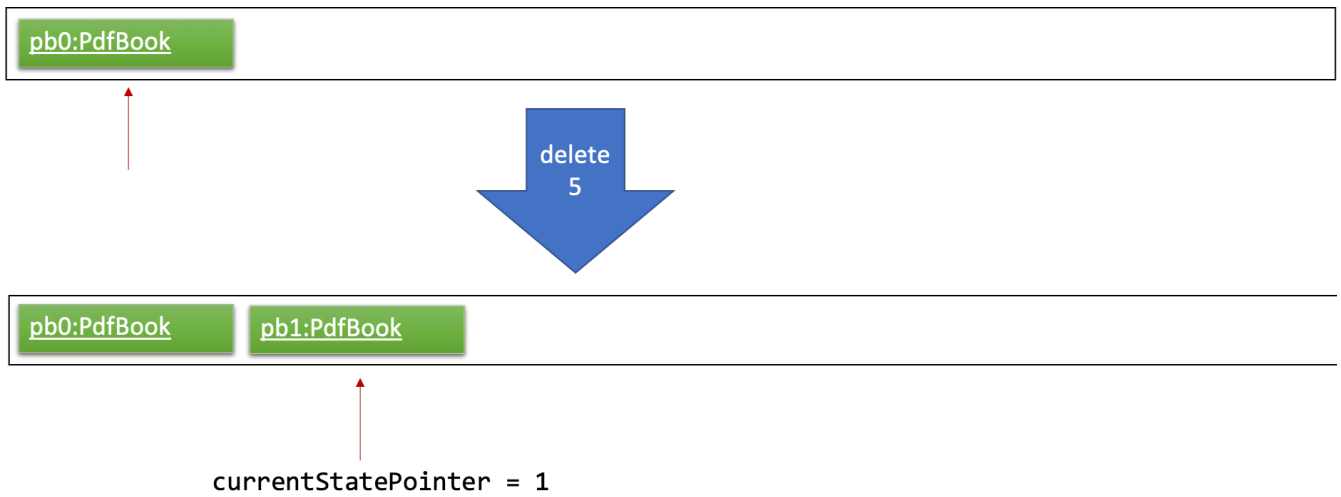 pb0:PdfBook
delete
5
pb0:PdfBook
pb1:PdfBook
currentStatePointer = 1